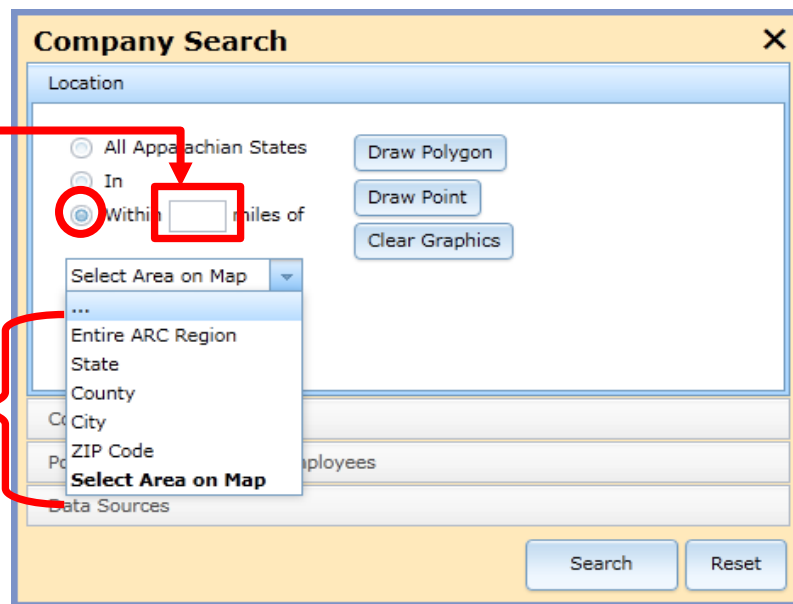 Company Search
Location
All Appalachian States
In
Within miles of
Draw Polygon
Draw Point
Clear Graphics
Select Area on Map
...
Entire ARC Region
State
County
City
ZIP Code
Select Area on Map
Data Sources
Search
Reset